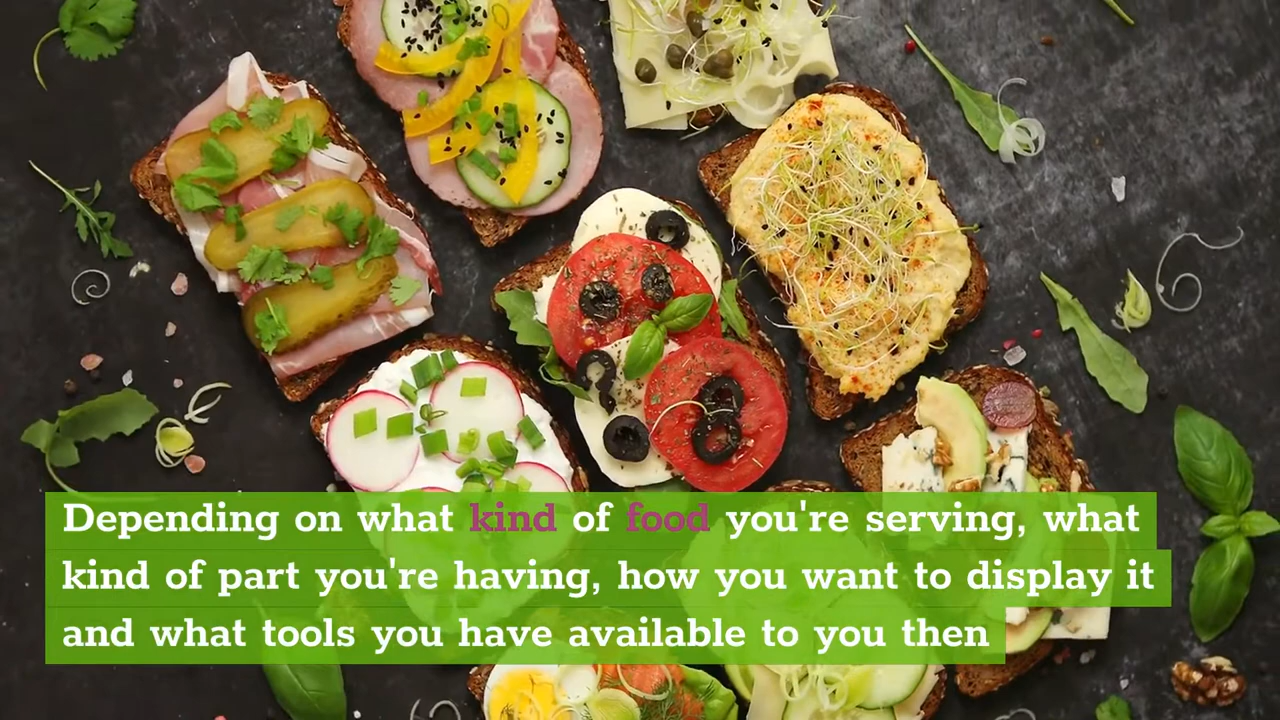 Depending on what kind of food you're serving, what
kind of part you're having, how you want to display it
and what tools you have available to you then